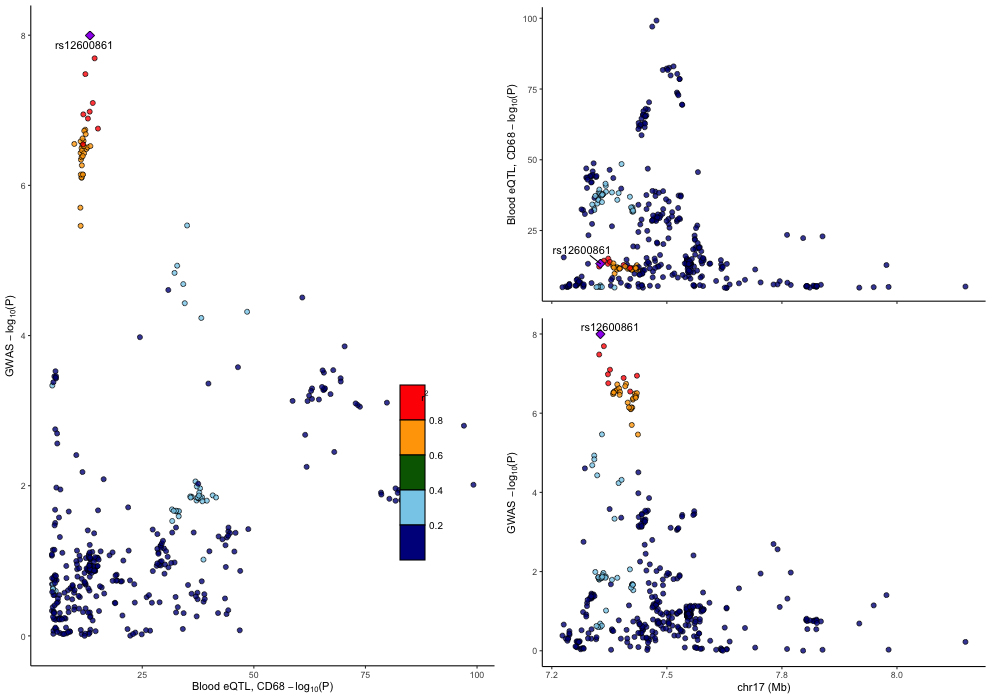 8
6
4
2
0
GWAS −log10(P)
rs12600861
r2
0.8
0.6
0.4
0.2
25
50
75
100
Blood eQTL, CD68 −log10(P)
100
75
50
25
Blood eQTL, CD68 −log10(P)
rs12600861
8
6
4
2
0
GWAS −log10(P)
rs12600861
7.2
7.5
7.8
8.0
chr17 (Mb)